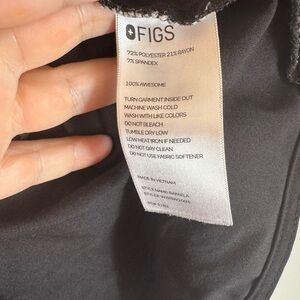 FIGS
72% POLYESTER 21% RAYON
7% SPANDEX
100% AWESOME
TURN GARMENT INSIDE OUT
MACHINE WASH COLD
WASH WITH LIKE COLORS
DO NOT BLEACH
TUMBLE DRY LOW
LOW HEAT IRON IF NEEDED
DO NOT DRY CLEAN
DO NOT USE FABRIC SOFTENER
MADE IN VIETNAM
STYLE NAME